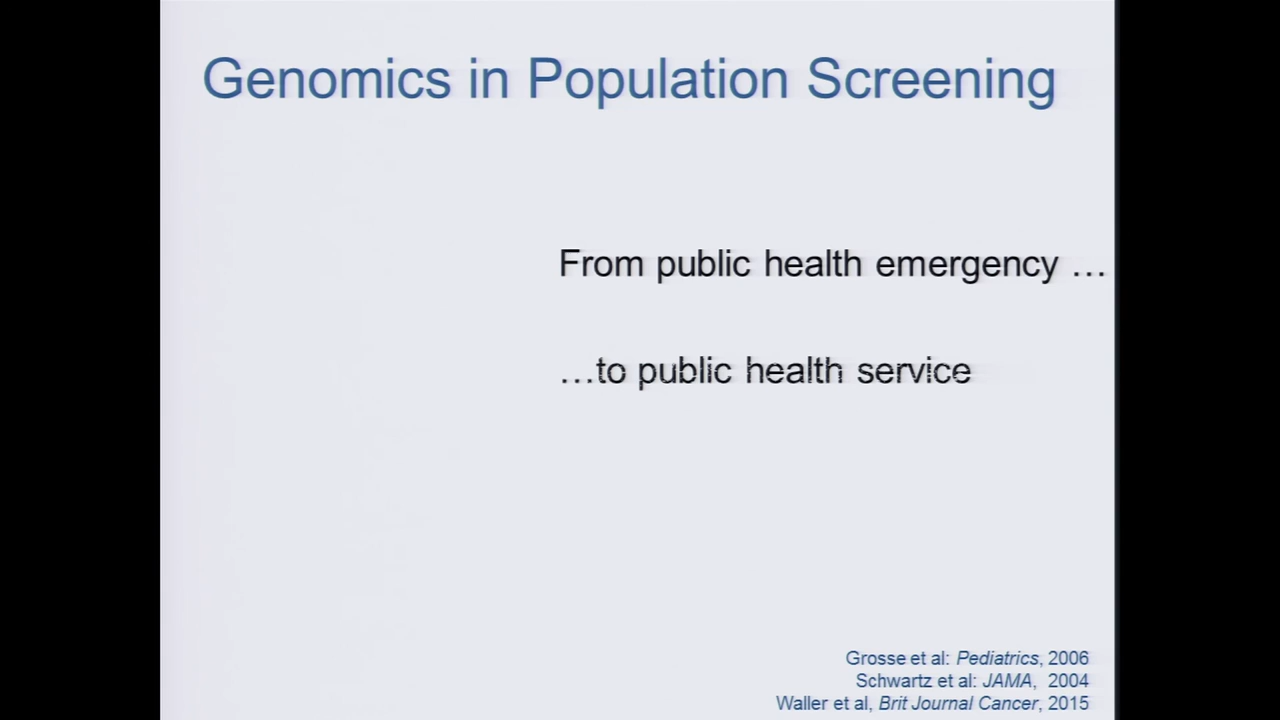 Genomics in Population Screening
From public health emergency …
…to public health service
Grosse et al: Pediatrics, 2006
Schwartz et al: JAMA, 2004
Waller et al, Brit Journal Cancer, 2015